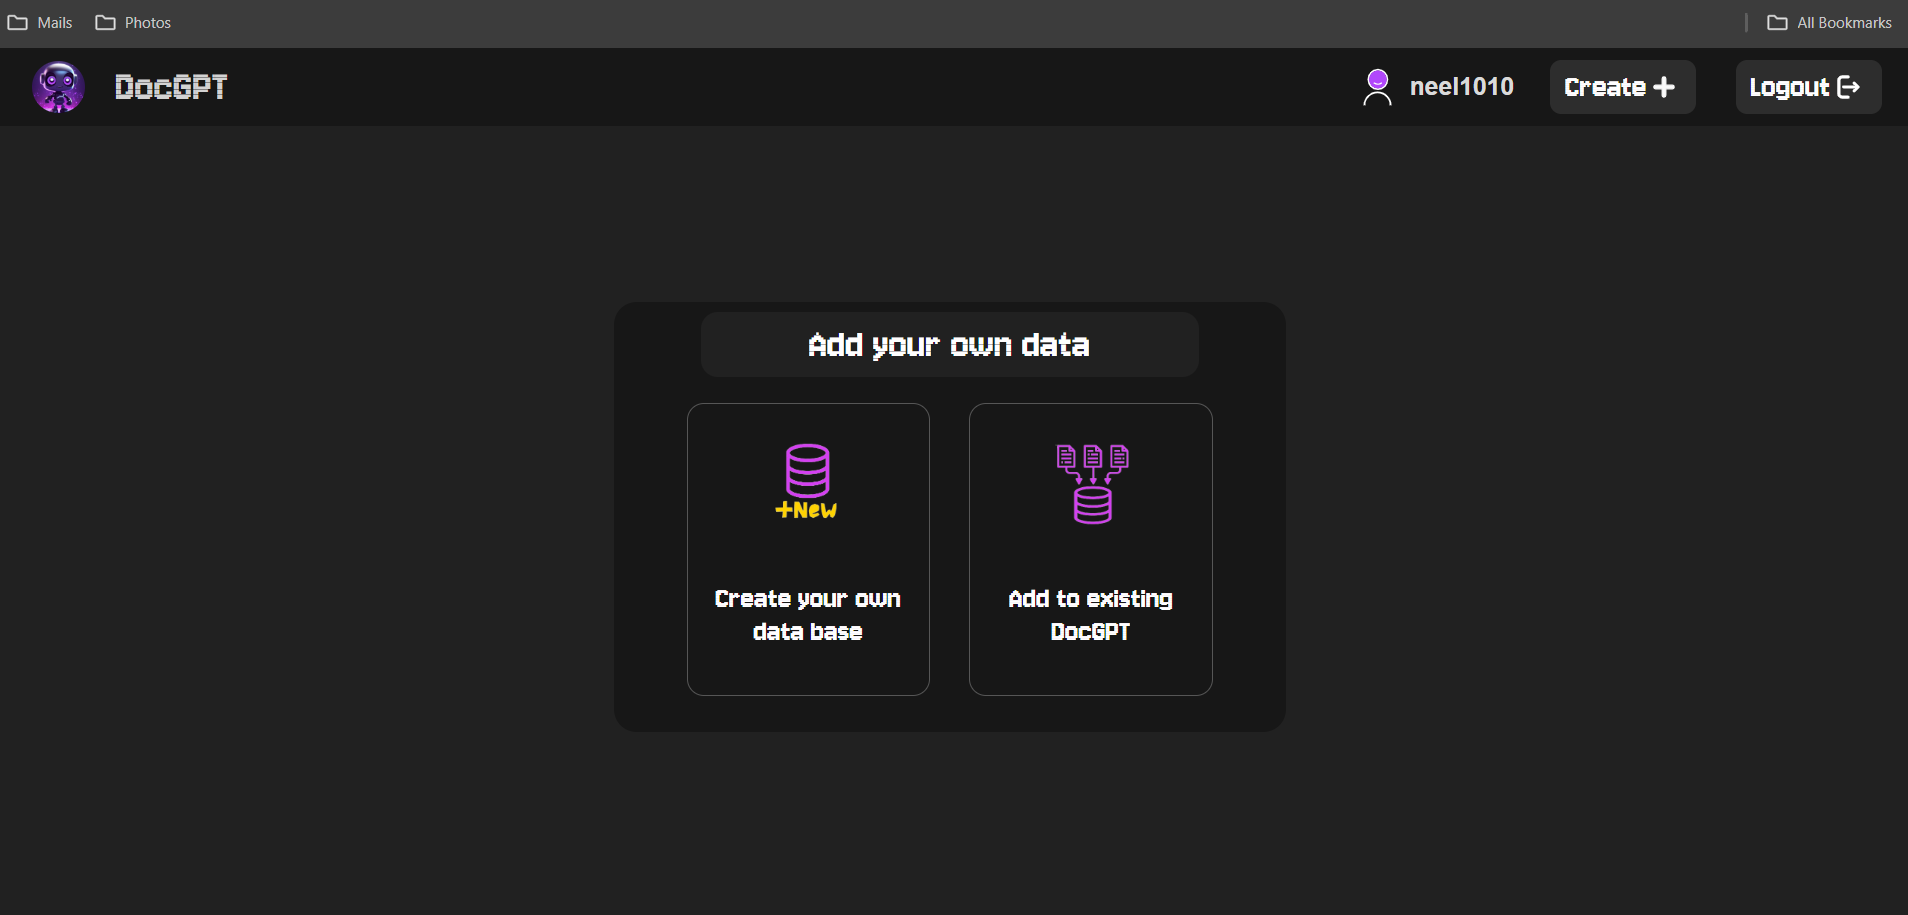 Mails
Photos
All Bookmarks
DocGPT
neel1010
Create +
Logout
Add your own data
+New
Create your own
data base
Add to existing
DocGPT